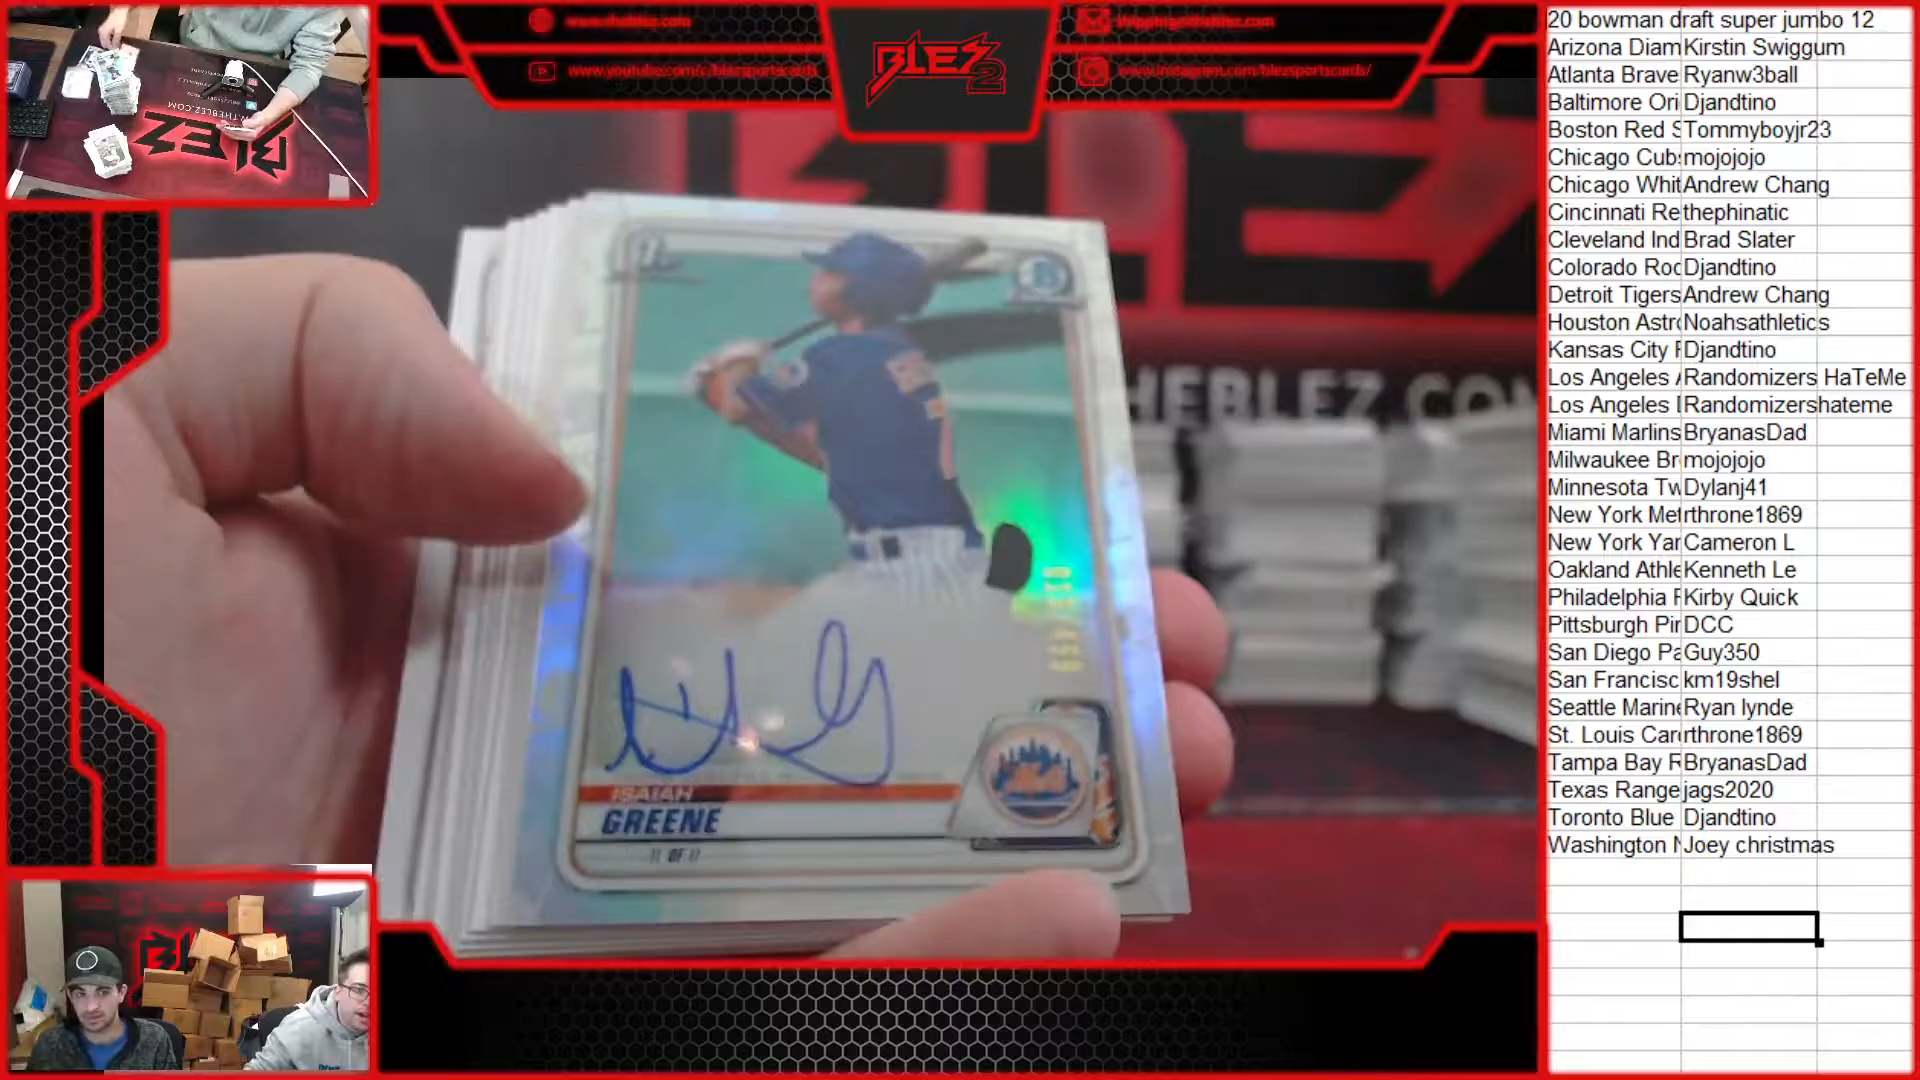 www.theblez.com
shipping@theblez.com
www.youtube.com/c/blezsportscards
www.instagram.com/blezsportscards/
BLEZ
2
BLEZ
THEBLEZ.COM
1st
B
Mets
ISAIAH
GREENE
20 bowman draft super jumbo 12
Arizona Diam Kirstin Swiggum
Atlanta Brave Ryanw3ball
Baltimore Ori Djandtino
Boston Red S Tommyboyjr23
Chicago Cubs mojojojo
Chicago Whit Andrew Chang
Cincinnati Re thephinatic
Cleveland Ind Brad Slater
Colorado Roc Djandtino
Detroit Tigers Andrew Chang
Houston Astr Noahsathletics
Kansas City Djandtino
Los Angeles Randomizers HaTeMe
Los Angeles Randomizershateme
Miami Marlins BryanasDad
Milwaukee Br mojojojo
Minnesota Tw Dylanj41
New York Met rthrone1869
New York Yan Cameron L
Oakland Athle Kenneth Le
Philadelphia Kirby Quick
Pittsburgh Pir DCC
San Diego Pa Guy350
San Francisc km19shel
Seattle Marine Ryan lynde
St. Louis Car rthrone1869
Tampa Bay R BryanasDad
Texas Range jags2020
Toronto Blue Djandtino
Washington N Joey christmas